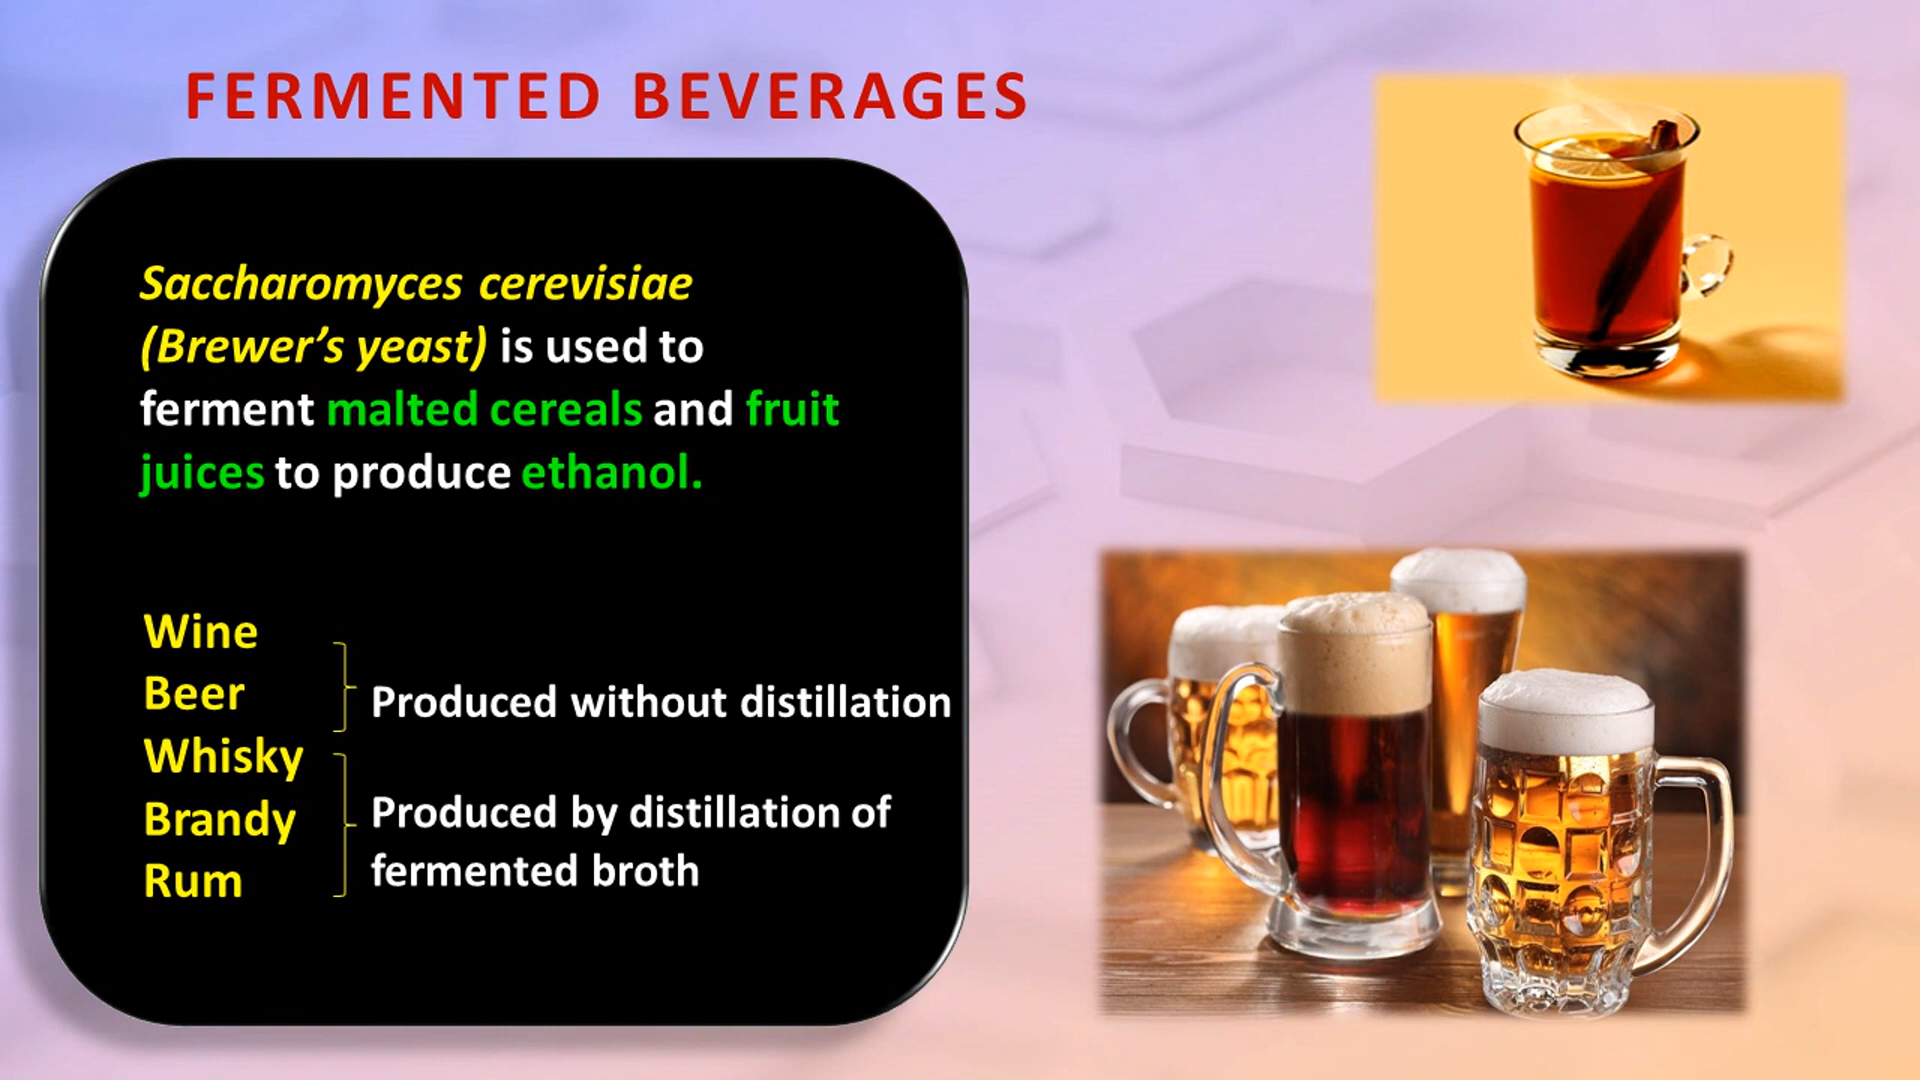 FERMENTED BEVERAGES
Saccharomyces cerevisiae
(Brewer's yeast) is used to
ferment malted cereals and fruit
juices to produce ethanol.
Wine
Beer
Produced without distillation
Whisky
Brandy
Rum
Produced by distillation of
fermented broth